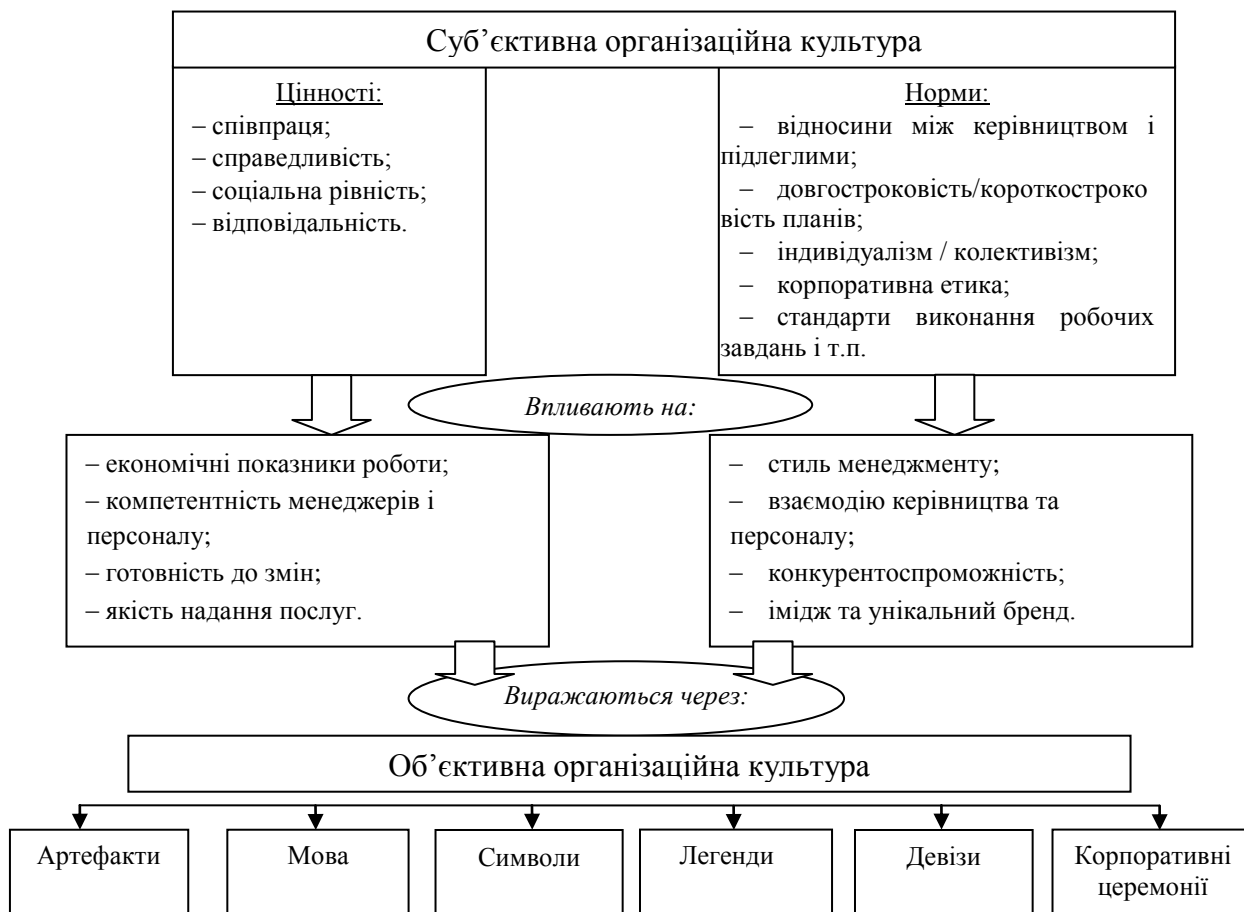 Суб’єктивна організаційна культура
Цінності:
– співпраця;
– справедливість;
– соціальна рівність;
– відповідальність.
Норми:
– відносини між керівництвом і
підлеглими;
– довгостроковість/короткостроко
вість планів;
– індивідуалізм / колективізм;
– корпоративна етика;
– стандарти виконання робочих
завдань і т.п.
Впливають на:
– економічні показники роботи;
– компетентність менеджерів і
персоналу;
– готовність до змін;
– якість надання послуг.
– стиль менеджменту;
– взаємодію керівництва та
персоналу;
– конкурентоспроможність;
– імідж та унікальний бренд.
Виражаються через:
Об’єктивна організаційна культура
Артефакти
Мова
Символи
Легенди
Девізи
Корпоративні
церемонії